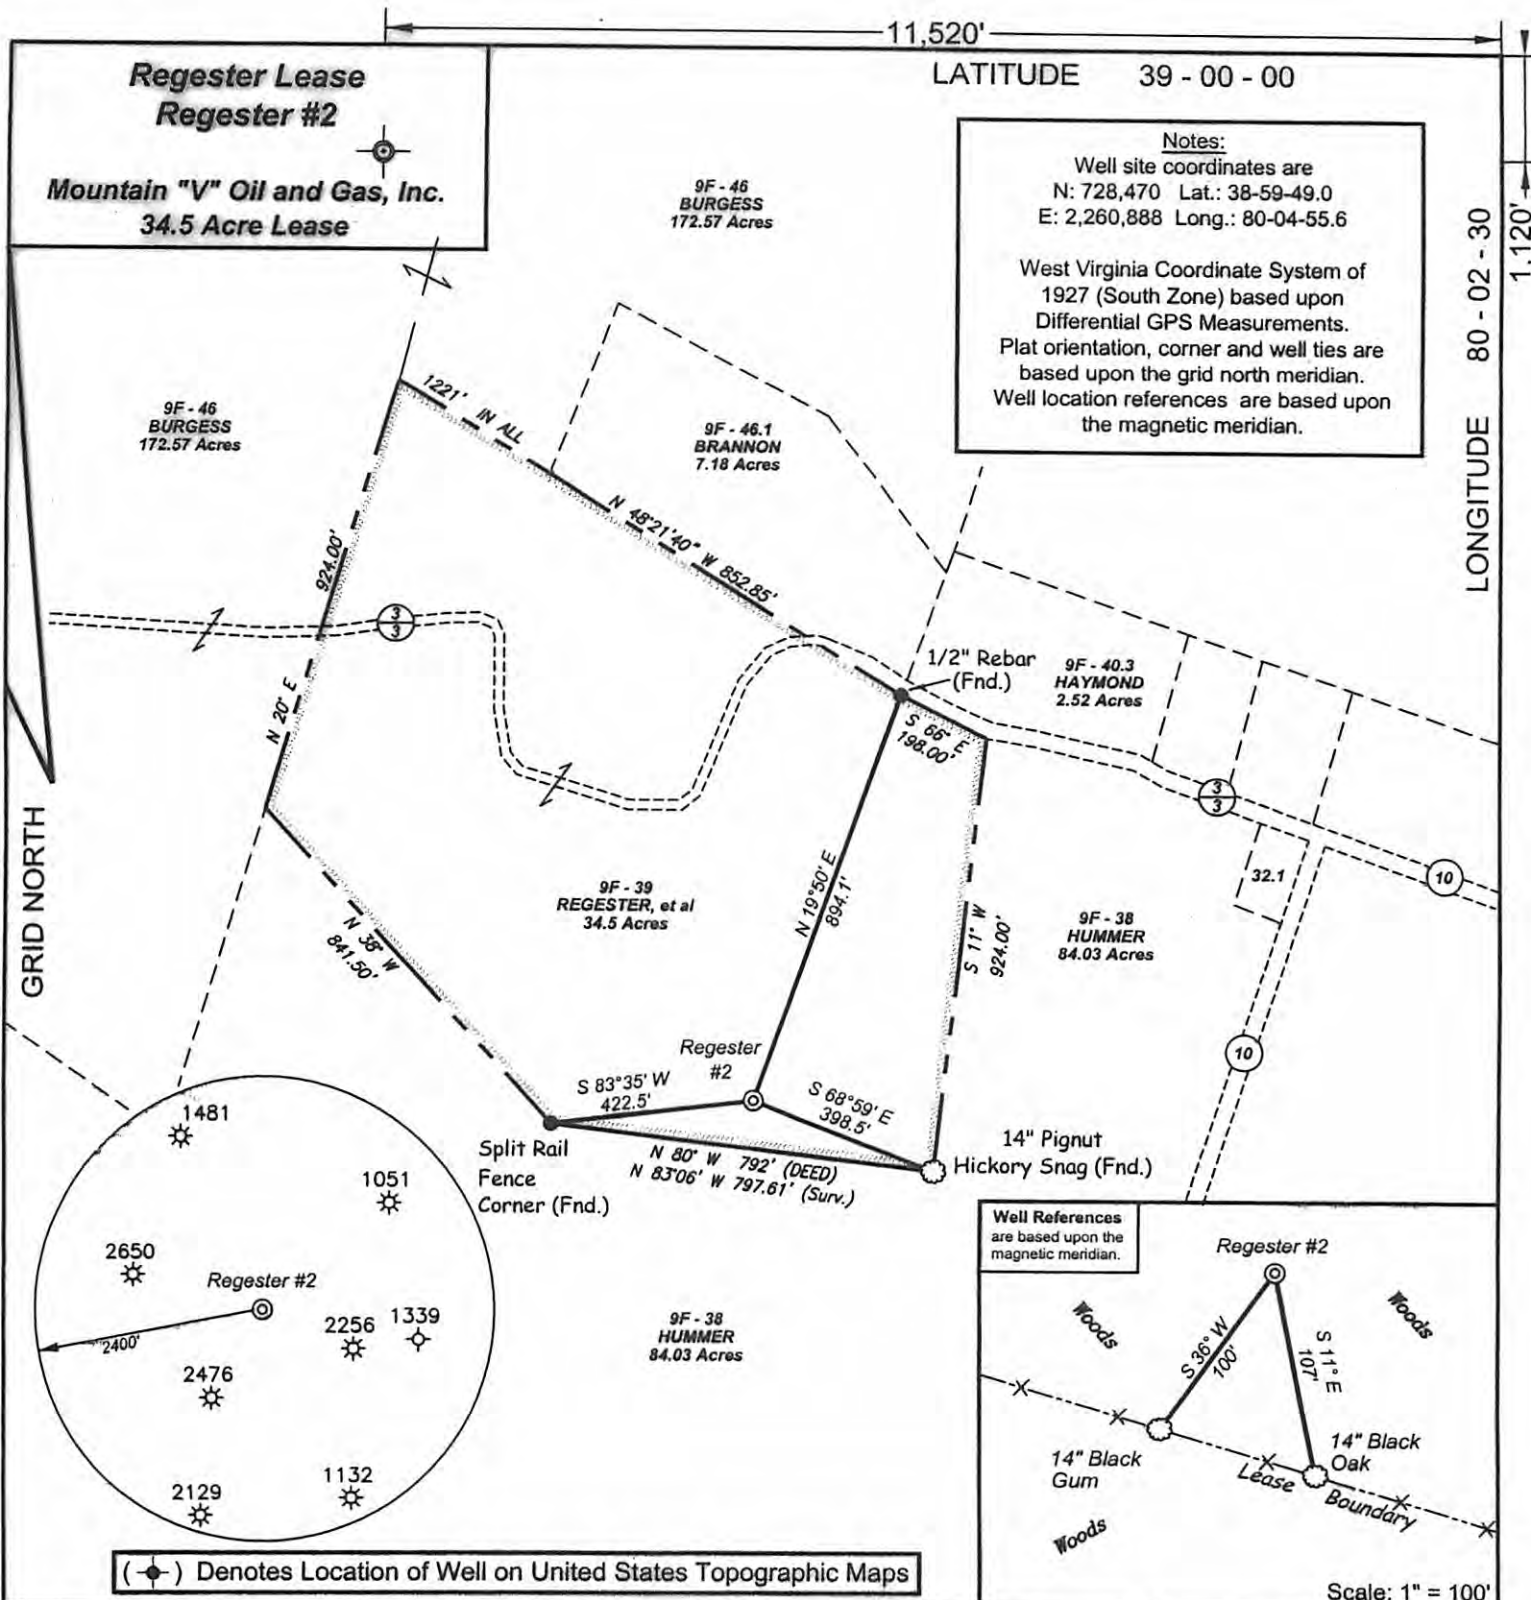 11,520'
LATITUDE 39 - 00 - 00
Regester Lease
Regester #2
Mountain "V" Oil and Gas, Inc.
34.5 Acre Lease
Notes:
Well site coordinates are
N: 728,470 Lat.: 38-59-49.0
E: 2,260,888 Long.: 80-04-55.6
West Virginia Coordinate System of
1927 (South Zone) based upon
Differential GPS Measurements.
Plat orientation, corner and well ties are
based upon the grid north meridian.
Well location references are based upon
the magnetic meridian.
1,120'
LONGITUDE 80 - 02 - 30
9F - 46
BURGESS
172.57 Acres
9F - 46
BURGESS
172.57 Acres
9F - 46.1
BRANNON
7.18 Acres
1221' IN ALL
N 48°21'40" W 852.85'
924.00'
N 20° E
3
3
1/2" Rebar
(Fnd.)
9F - 40.3
HAYMOND
2.52 Acres
S 66° E
198.00'
3
3
10
32.1
GRID NORTH
9F - 39
REGESTER, et al
34.5 Acres
N 19°50' E
894.1'
S 11° W
924.00'
9F - 38
HUMMER
84.03 Acres
N 38° W
841.50'
10
Regester
#2
S 83°35' W
422.5'
S 68°59' E
398.5'
Split Rail
Fence
Corner (Fnd.)
N 80° W 792' (DEED)
N 83°06' W 797.61' (Surv.)
14" Pignut
Hickory Snag (Fnd.)
1481
1051
2650
Regester #2
2400'
2256
1339
2476
2129
1132
9F - 38
HUMMER
84.03 Acres
Well References
are based upon the
magnetic meridian.
Regester #2
Woods
Woods
S 36° W
100'
S 11° E
107'
14" Black
Gum
14" Black
Oak
Lease Boundary
Woods
Scale: 1" = 100'
( ) Denotes Location of Well on United States Topographic Maps